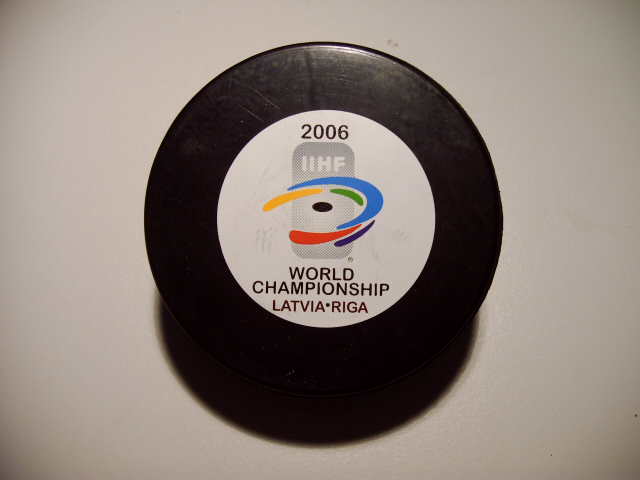 2006
IIHF
®
WORLD
CHAMPIONSHIP
LATVIA•RIGA